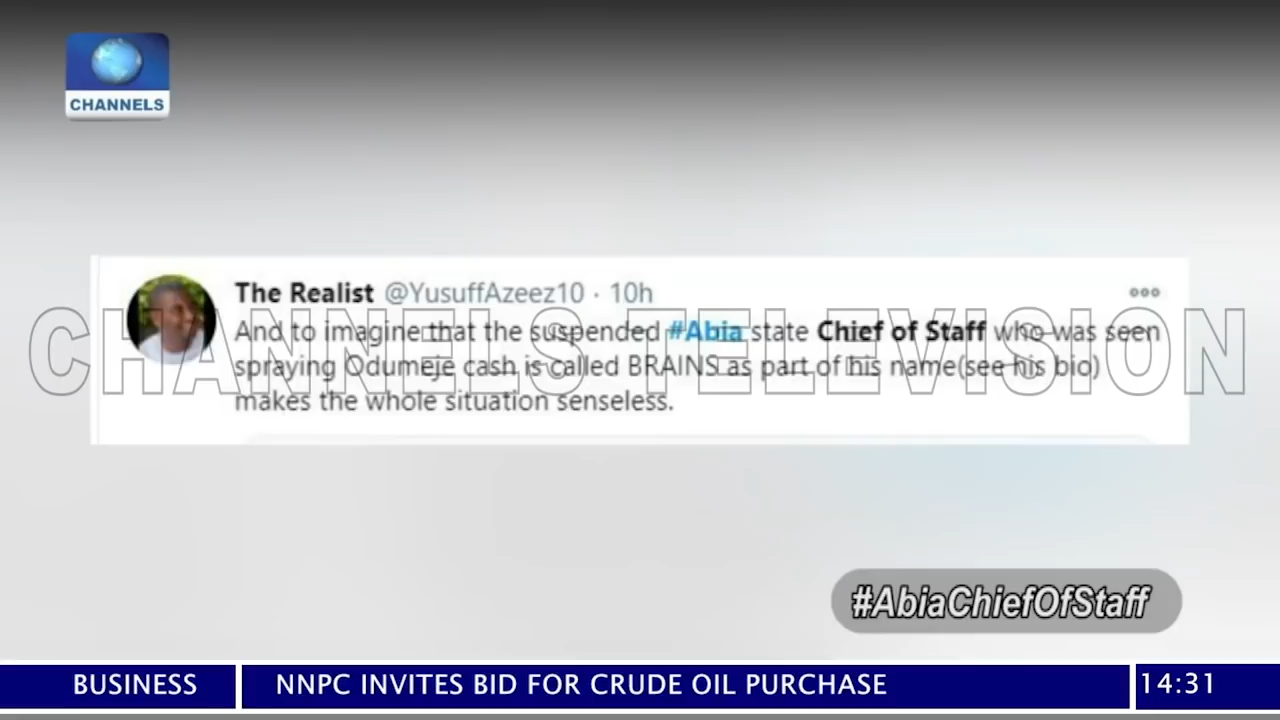 CHANNELS
The Realist @YusuffAzeez10 · 10h
And to imagine that the suspended #Abia state Chief of Staff who was seen
spraying Odumeje cash is called BRAINS as part of his name(see his bio)
makes the whole situation senseless.
CHANNELS TELEVISION
#AbiaChiefOfStaff
BUSINESS
NNPC INVITES BID FOR CRUDE OIL PURCHASE
14:31